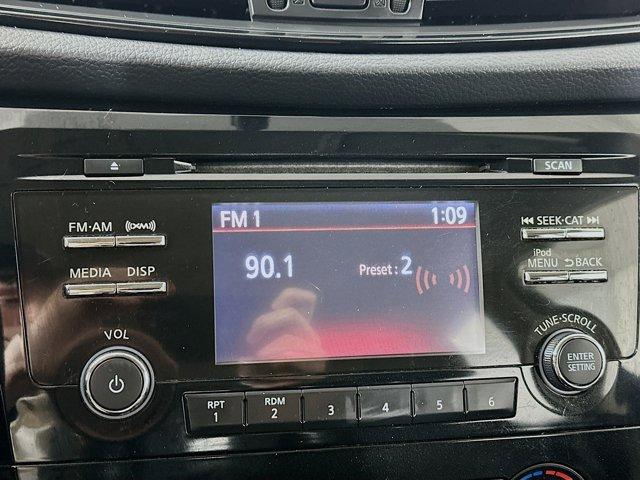 SCAN
FM·AM ((XM))
SEEK·CAT
FM 1 1:09
iPod
MENU BACK
MEDIA DISP
90.1 Preset : 2
VOL
TUNE·SCROLL
ENTER
SETTING
RPT RDM
1 2 3 4 5 6